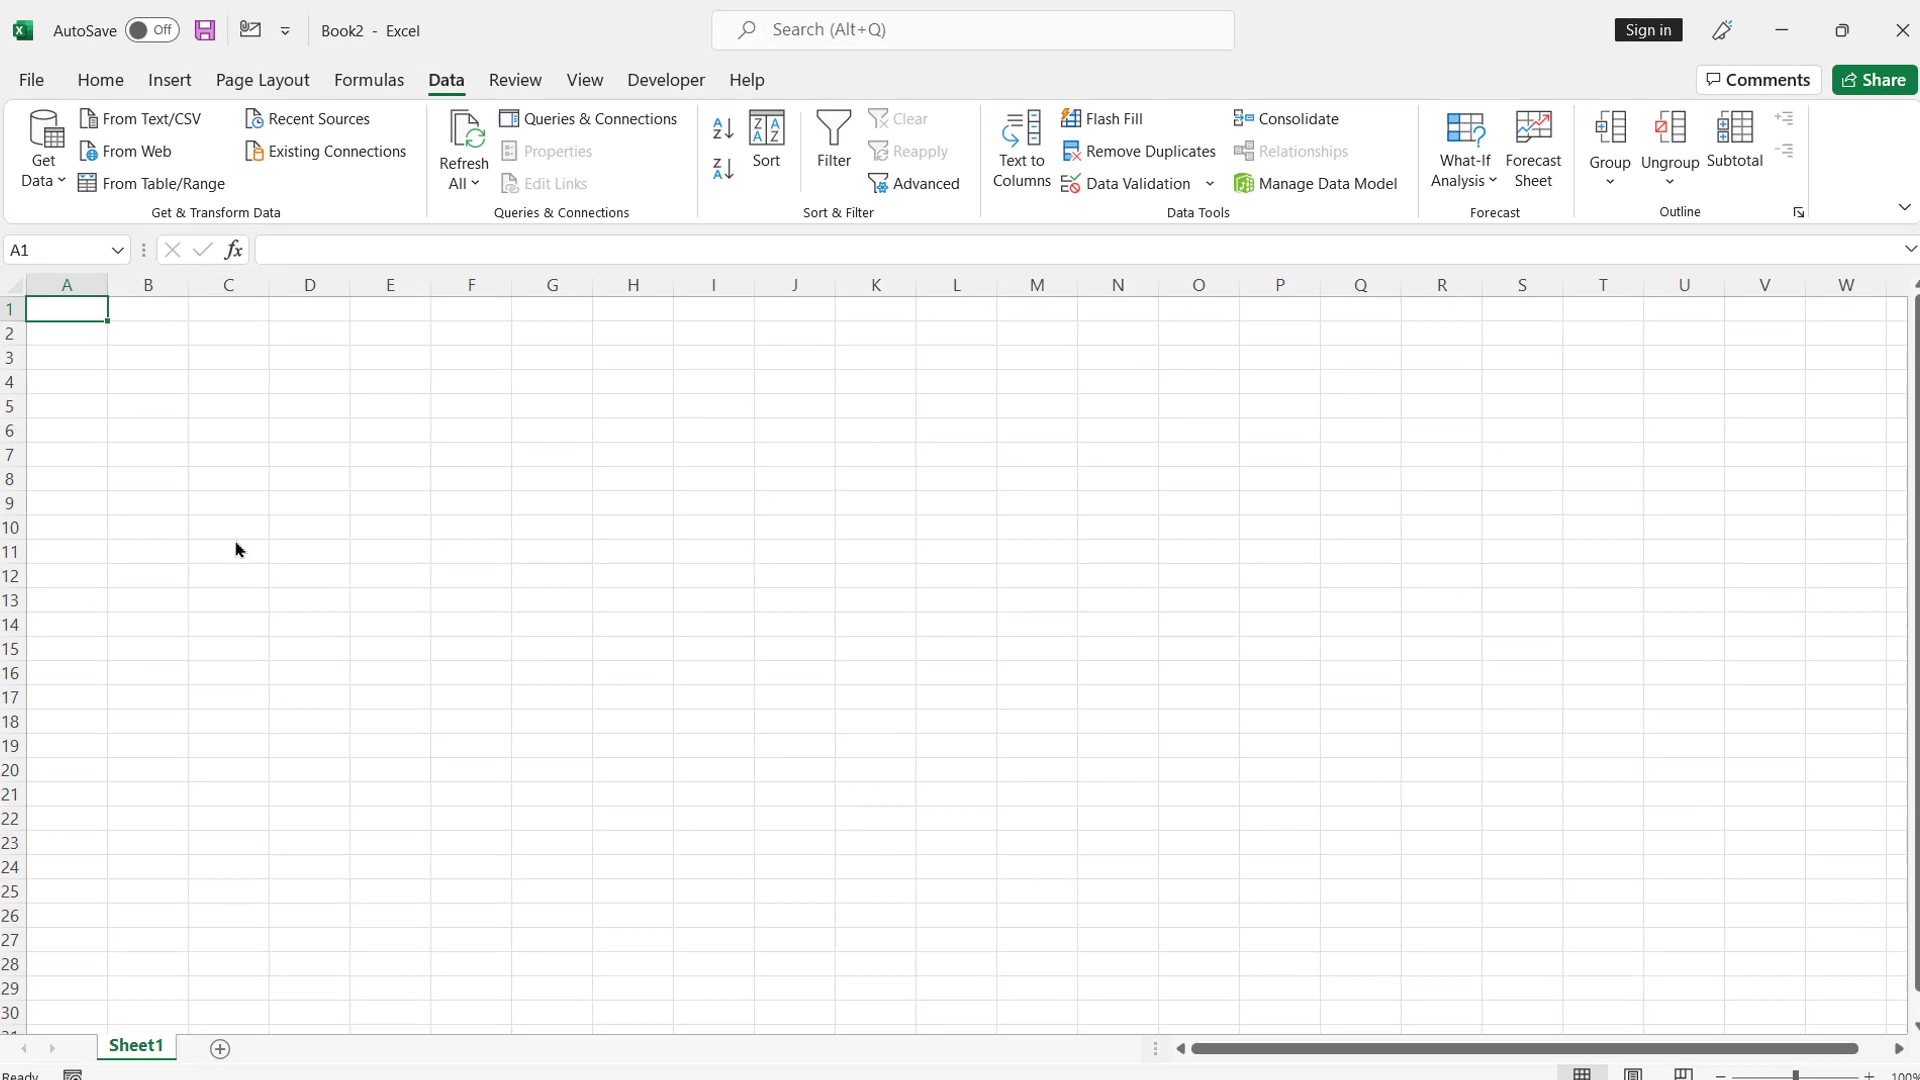 AutoSave Off Book2 - Excel Search (Alt+Q) Sign in
File Home Insert Page Layout Formulas Data Review View Developer Help Comments Share
Get Data
From Text/CSV
From Web
From Table/Range
Recent Sources
Existing Connections
Get & Transform Data
Refresh All
Queries & Connections
Properties
Edit Links
Queries & Connections
Sort
Filter
Clear
Reapply
Advanced
Sort & Filter
Text to Columns
Flash Fill
Remove Duplicates
Data Validation
Consolidate
Relationships
Manage Data Model
Data Tools
What-If Analysis
Forecast Sheet
Forecast
Group
Ungroup
Subtotal
Outline
A1 fx
A B C D E F G H I J K L M N O P Q R S T U V W
1
2
3
4
5
6
7
8
9
10
11
12
13
14
15
16
17
18
19
20
21
22
23
24
25
26
27
28
29
30
Sheet1
Ready 100%